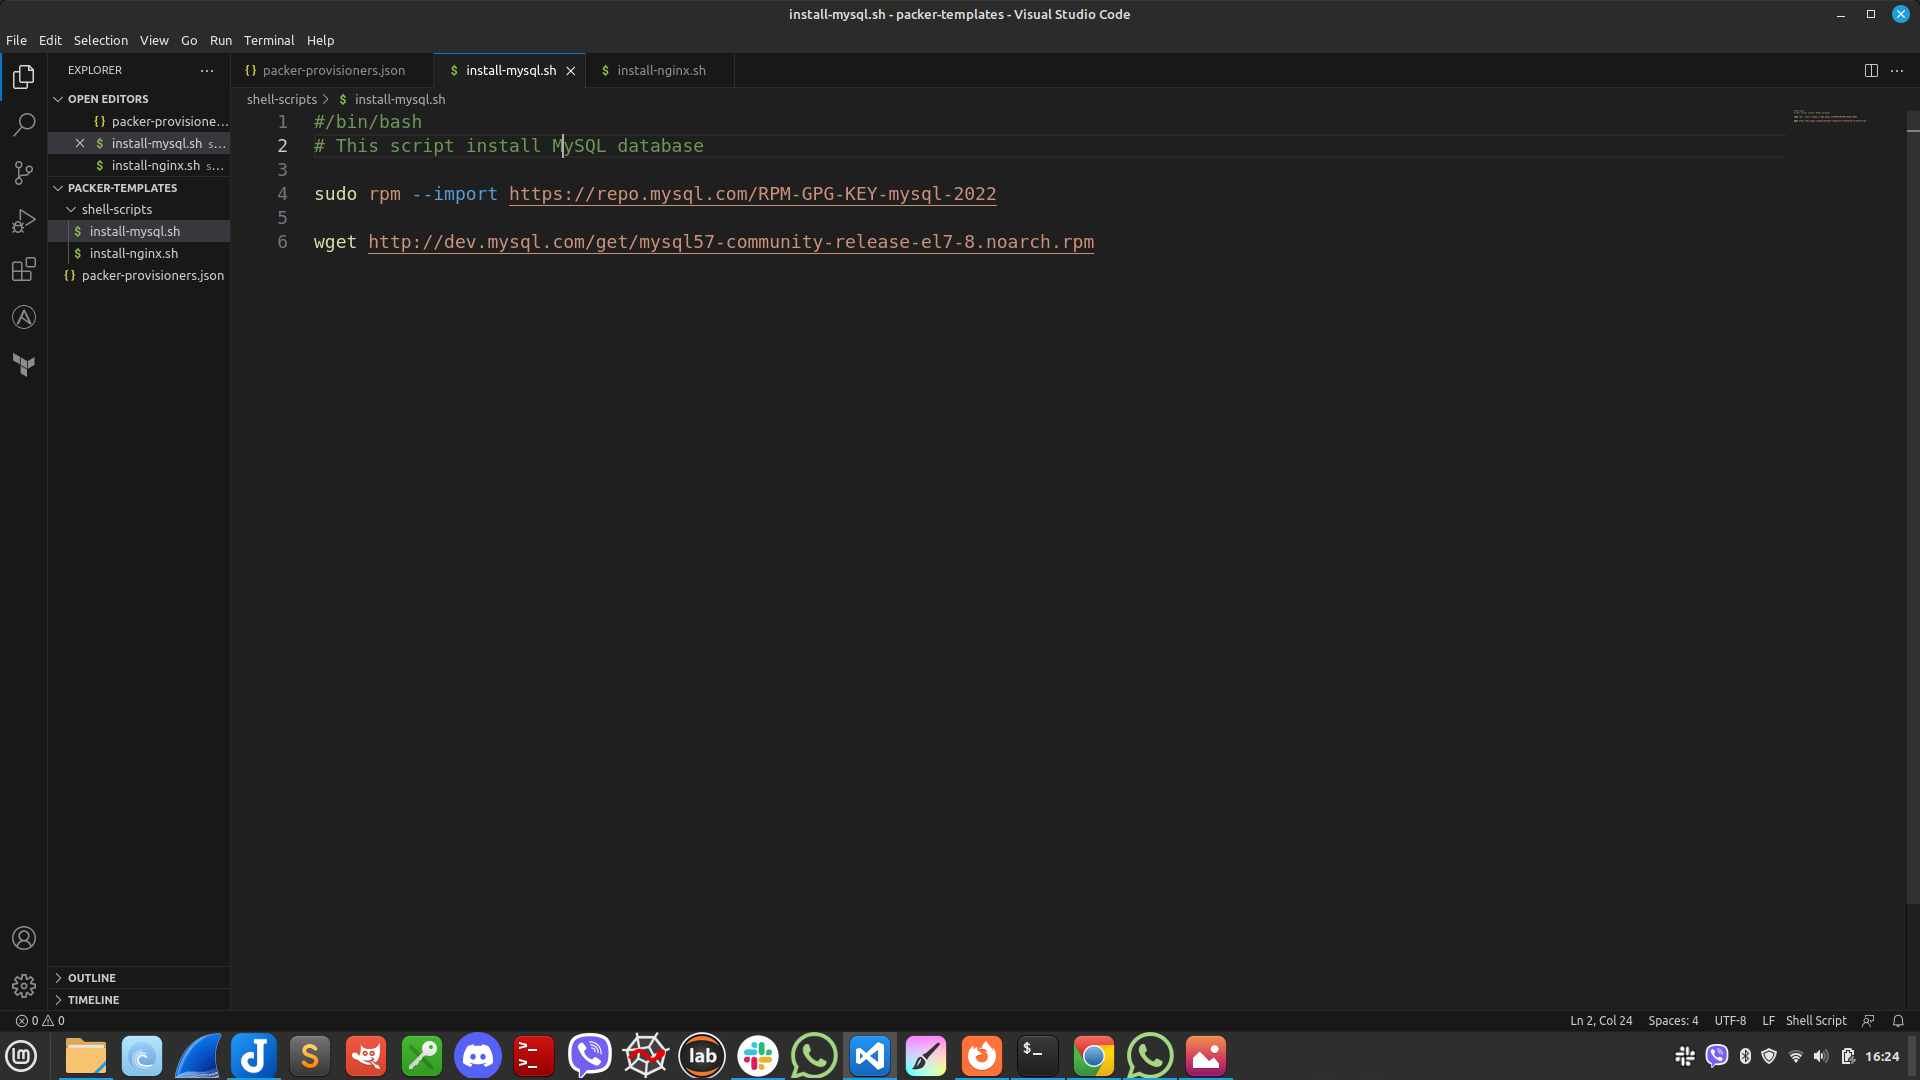 install-mysql.sh - packer-templates - Visual Studio Code
File Edit Selection View Go Run Terminal Help
EXPLORER
packer-provisioners.json install-mysql.sh install-nginx.sh
OPEN EDITORS
packer-provisione...
install-mysql.sh s...
install-nginx.sh s...
PACKER-TEMPLATES
shell-scripts
install-mysql.sh
install-nginx.sh
packer-provisioners.json
shell-scripts > install-mysql.sh
1 #/bin/bash
2 # This script install MySQL database
3
4 sudo rpm --import https://repo.mysql.com/RPM-GPG-KEY-mysql-2022
5
6 wget http://dev.mysql.com/get/mysql57-community-release-el7-8.noarch.rpm
OUTLINE
TIMELINE
0 0
Ln 2, Col 24 Spaces: 4 UTF-8 LF Shell Script
lab
16:24